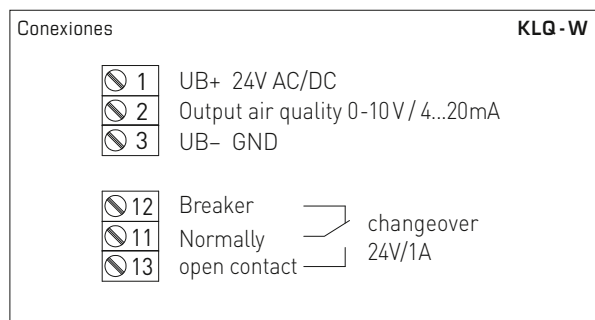 Conexiones KLQ-W
1 UB+ 24V AC/DC
2 Output air quality 0-10V / 4...20mA
3 UB– GND
12 Breaker
changeover
11 Normally
24V/1A
13 open contact